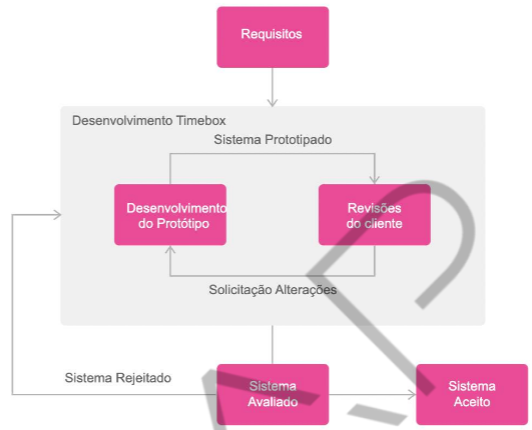 Requisitos
Desenvolvimento Timebox
Sistema Prototipado
Desenvolvimento
do Protótipo
Revisões
do cliente
Solicitação Alterações
Sistema Rejeitado
Sistema
Avaliado
Sistema
Aceito